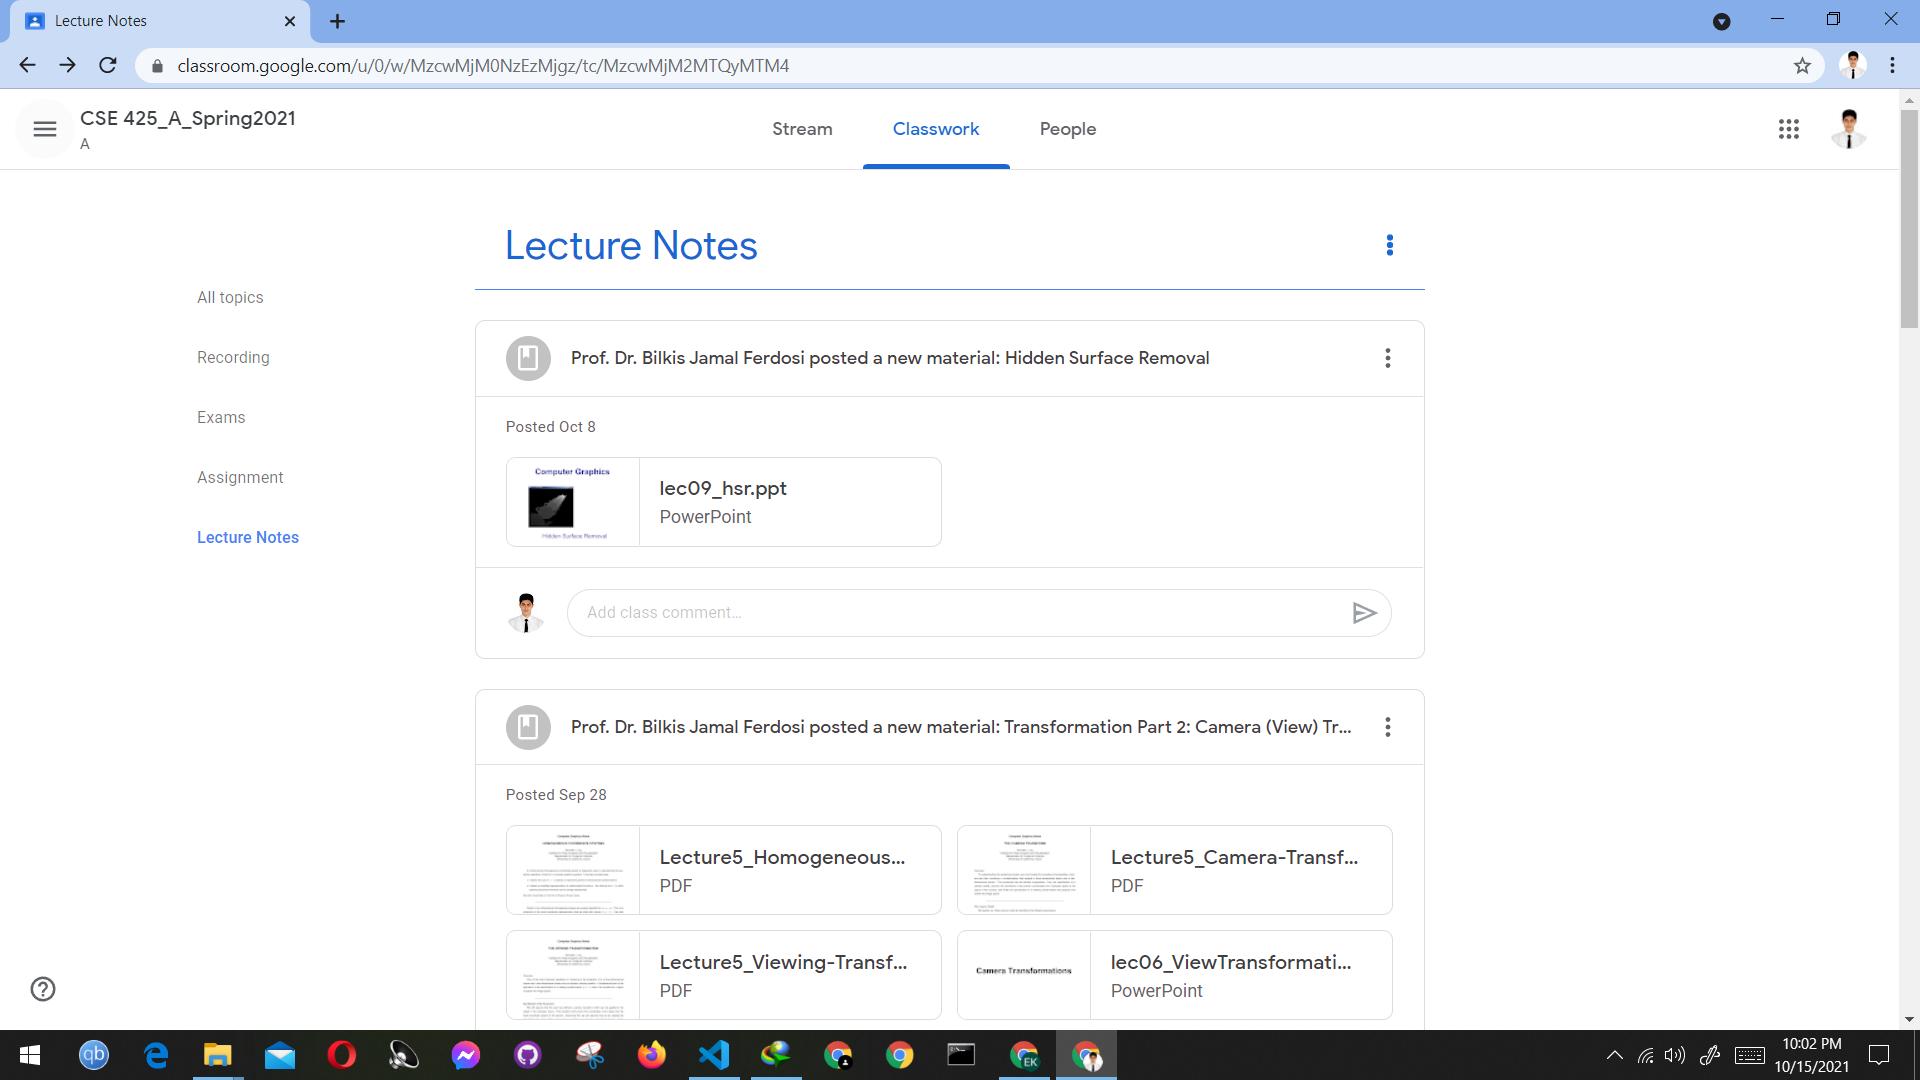 Lecture Notes
classroom.google.com/u/0/w/MzcwMjM0NzEzMjgz/tc/MzcwMjM2MTQyMTM4
CSE 425_A_Spring2021
A
Stream
Classwork
People
Lecture Notes
All topics
Recording
Exams
Assignment
Lecture Notes
Prof. Dr. Bilkis Jamal Ferdosi posted a new material: Hidden Surface Removal
Posted Oct 8
Computer Graphics
Hidden Surface Removal
lec09_hsr.ppt
PowerPoint
Add class comment...
Prof. Dr. Bilkis Jamal Ferdosi posted a new material: Transformation Part 2: Camera (View) Tr...
Posted Sep 28
Lecture5_Homogeneous...
PDF
Lecture5_Camera-Transf...
PDF
Lecture5_Viewing-Transf...
PDF
Camera Transformations
lec06_ViewTransformati...
PowerPoint
qb
EK
10:02 PM
10/15/2021